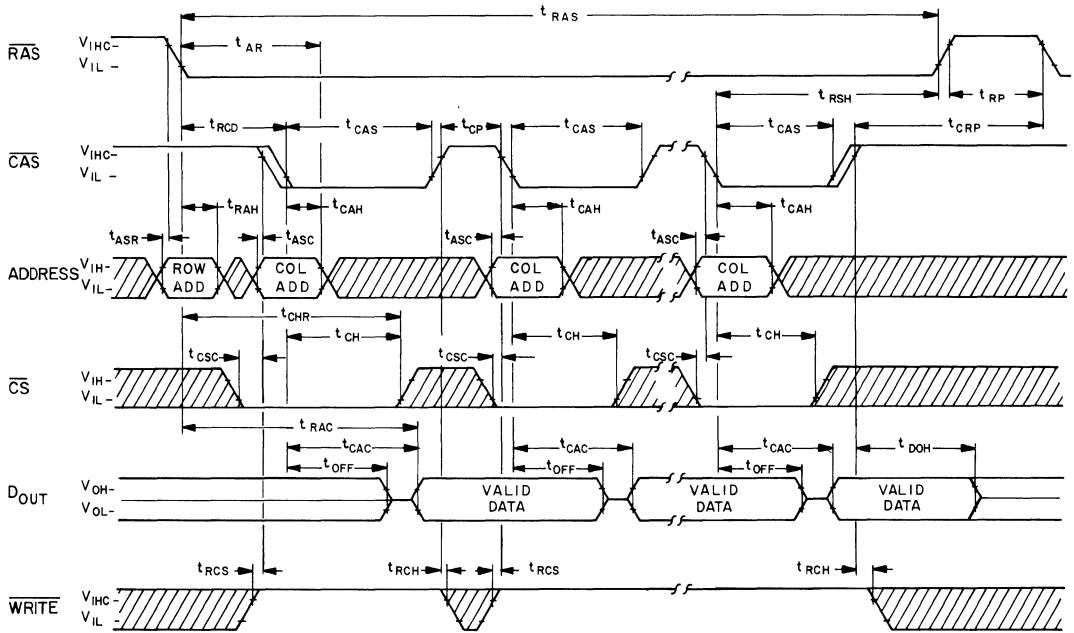 t RAS
t AR
RAS
V IHC
V IL
t RSH
t RP
t RCD
t CAS
t CP
t CAS
t CAS
t CRP
CAS
V IHC
V IL
t RAH
t CAH
t CAH
t CAH
t ASR
t ASC
t ASC
t ASC
ADDRESS
V IH
V IL
ROW ADD
COL ADD
COL ADD
COL ADD
t CHR
t CH
t CH
t CH
t CSC
t CSC
t CSC
CS
V IH
V IL
t RAC
t CAC
t CAC
t CAC
t DOH
t OFF
t OFF
t OFF
D OUT
V OH
V OL
VALID DATA
VALID DATA
VALID DATA
t RCS
t RCH
t RCS
t RCH
WRITE
V IHC
V IL